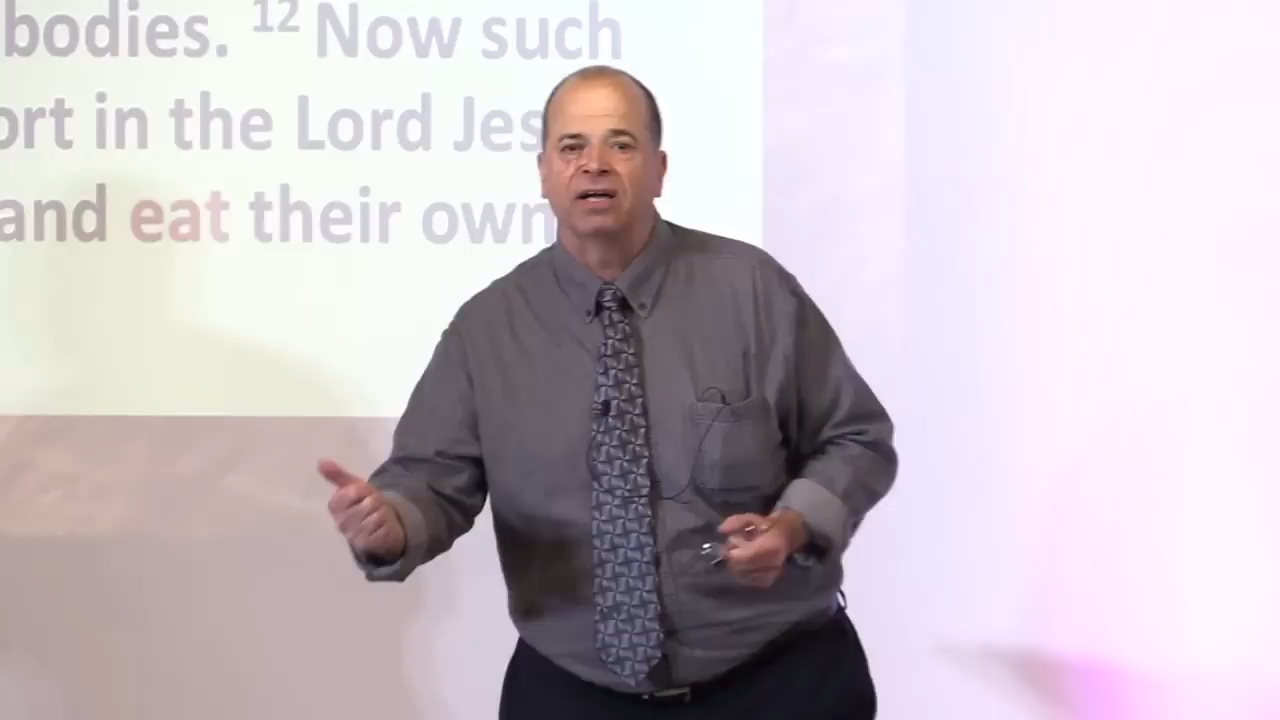 bodies. 12 Now such
ort in the Lord Jes
and eat their own